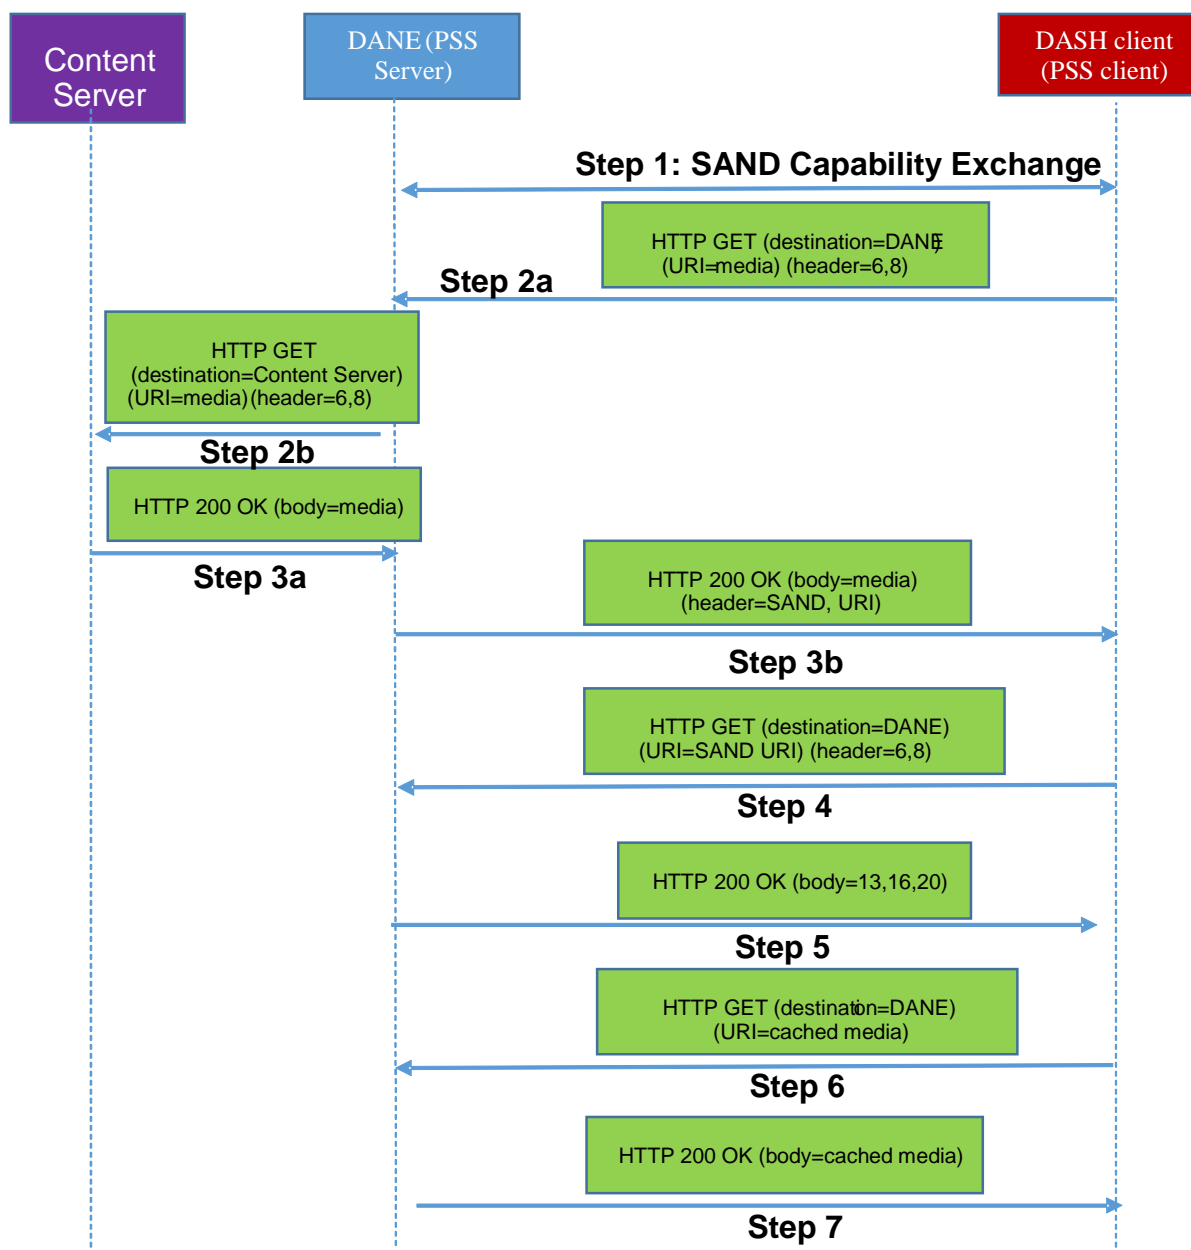 Content
Server
DANE (PSS
Server)
DASH client
(PSS client)
Step 1: SAND Capability Exchange
HTTP GET (destination=DANE)
(URI=media) (header=6,8)
Step 2a
HTTP GET
(destination=Content Server)
(URI=media) (header=6,8)
Step 2b
HTTP 200 OK (body=media)
Step 3a
HTTP 200 OK (body=media)
(header=SAND, URI)
Step 3b
HTTP GET (destination=DANE)
(URI=SAND URI) (header=6,8)
Step 4
HTTP 200 OK (body=13,16,20)
Step 5
HTTP GET (destination=DANE)
(URI=cached media)
Step 6
HTTP 200 OK (body=cached media)
Step 7